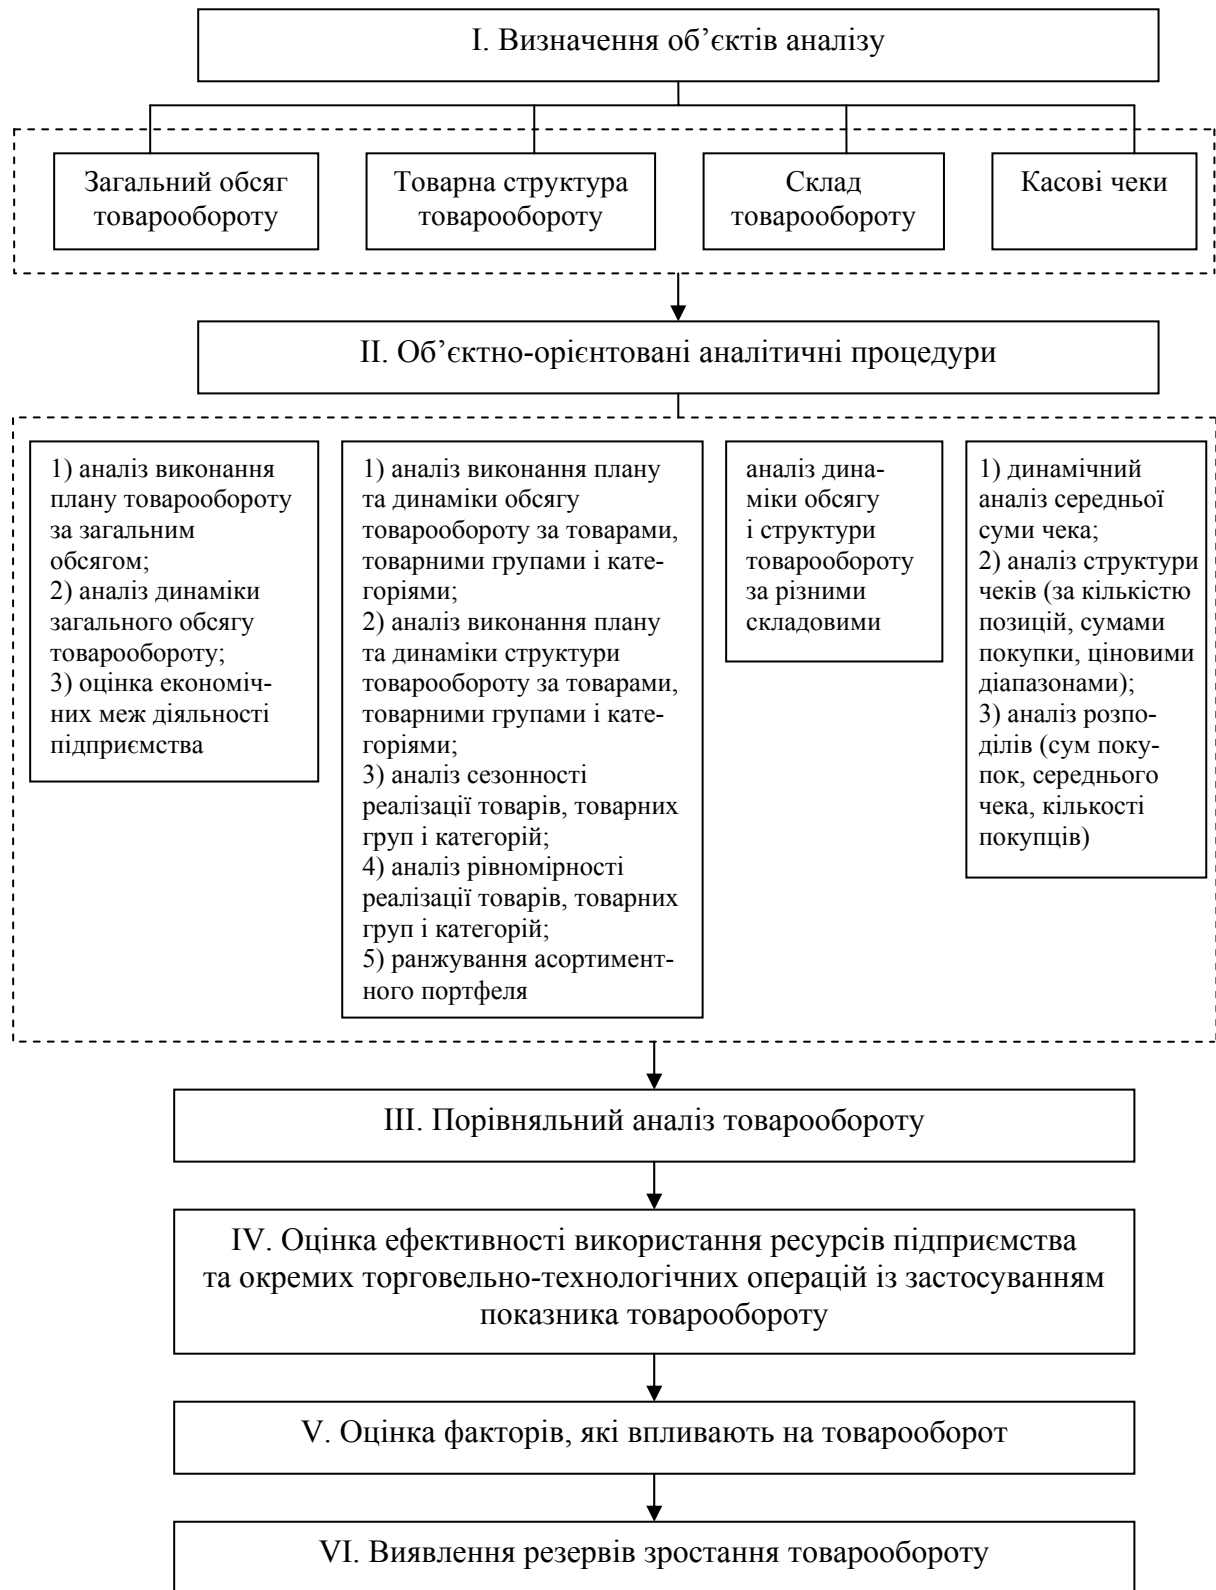 I. Визначення об’єктів аналізу
Загальний обсяг
товарообороту
Товарна структура
товарообороту
Склад
товарообороту
Касові чеки
II. Об’єктно-орієнтовані аналітичні процедури
1) аналіз виконання
плану товарообороту
за загальним
обсягом;
2) аналіз динаміки
загального обсягу
товарообороту;
3) оцінка економіч-
них меж діяльності
підприємства
1) аналіз виконання плану
та динаміки обсягу
товарообороту за товарами,
товарними групами і кате-
горіями;
2) аналіз виконання плану
та динаміки структури
товарообороту за товарами,
товарними групами і кате-
горіями;
3) аналіз сезонності
реалізації товарів, товарних
груп і категорій;
4) аналіз рівномірності
реалізації товарів, товарних
груп і категорій;
5) ранжування асортимент-
ного портфеля
аналіз дина-
міки обсягу
і структури
товарообороту
за різними
складовими
1) динамічний
аналіз середньої
суми чека;
2) аналіз структури
чеків (за кількістю
позицій, сумами
покупки, ціновими
діапазонами);
3) аналіз розпо-
ділів (сум поку-
пок, середнього
чека, кількості
покупців)
III. Порівняльний аналіз товарообороту
IV. Оцінка ефективності використання ресурсів підприємства
та окремих торговельно-технологічних операцій із застосуванням
показника товарообороту
V. Оцінка факторів, які впливають на товарооборот
VI. Виявлення резервів зростання товарообороту